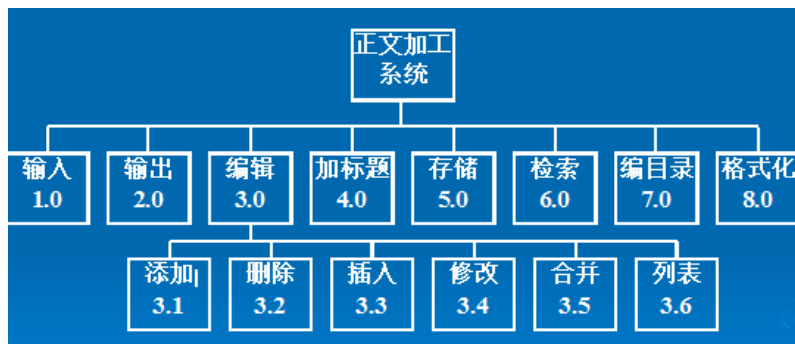 正文加工
系统
输入 输出 编辑 加标题 存储 检索 编目录 格式化
1.0 2.0 3.0 4.0 5.0 6.0 7.0 8.0
添加 删除 插入 修改 合并 列表
3.1 3.2 3.3 3.4 3.5 3.6